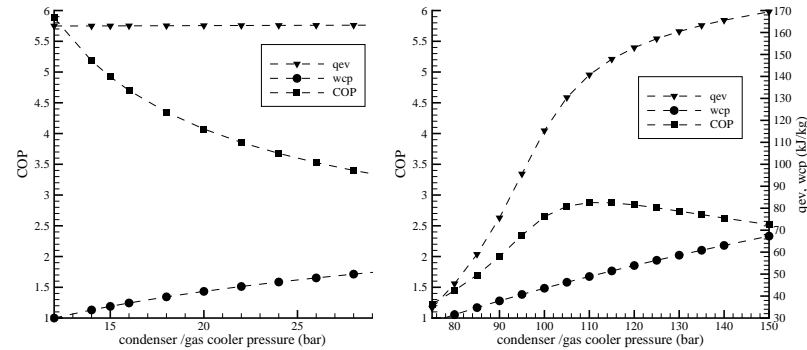 6
5.5
5
4.5
4
3.5
3
2.5
2
1.5
1
COP
15 20 25
condenser /gas cooler pressure (bar)
qev
wcp
COP
6
5.5
5
4.5
4
3.5
3
2.5
2
1.5
1
COP
80 90 100 110 120 130 140 150
condenser /gas cooler pressure (bar)
qev
wcp
COP
170
160
150
140
130
120
110
100
90
80
70
60
50
40
30
qev, wcp (kJ/kg)